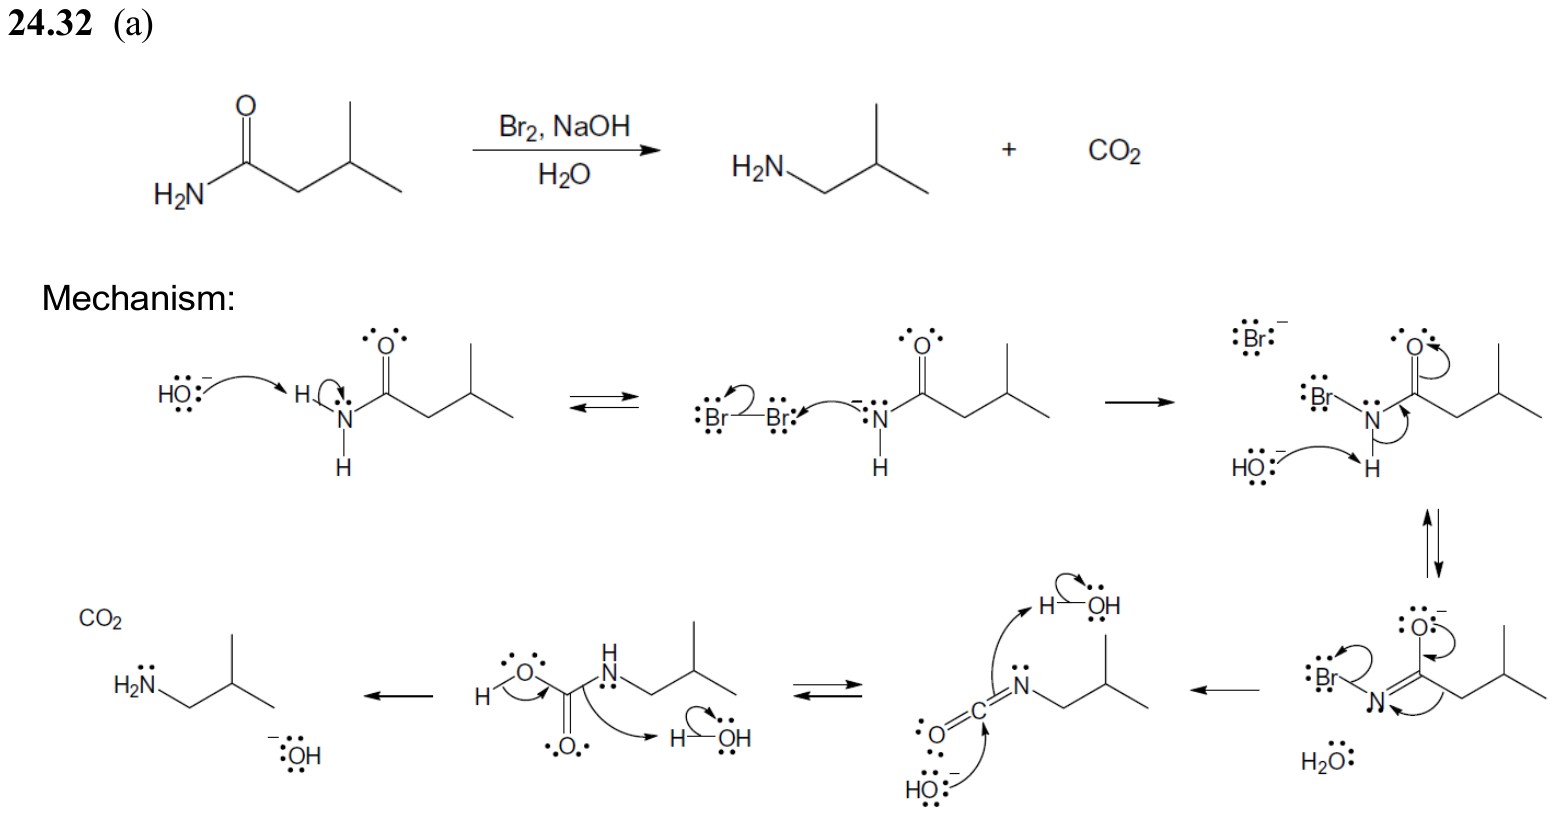 24.32 (a)
O
H₂N
Br₂, NaOH
H₂O
H₂N
+
CO₂
Mechanism:
HO:⁻
H
O
N
H
:Br
Br:
⁻:N
O
H
:Br:⁻
:Br
N
O
HO:⁻
H
CO₂
H₂N
⁻:OH
H
O
H
N
O
H
OH
H
OH
O
C
N
HO:⁻
:O:⁻
:Br
N
H₂O: